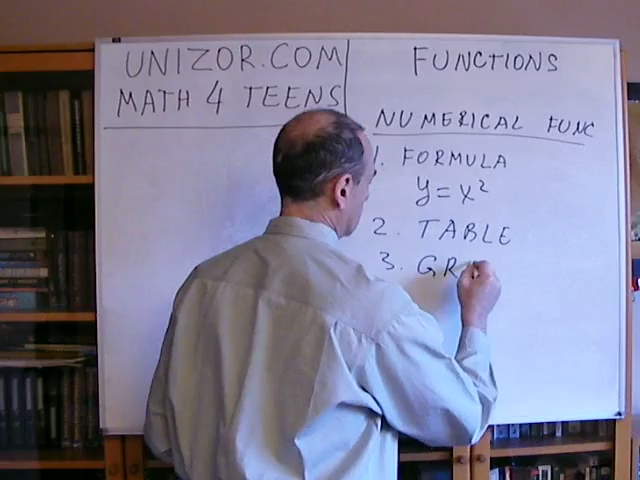 UNIZOR.COM
MATH 4 TEENS
FUNCTIONS
NUMERICAL FUNC
1. FORMULA
y = x²
2. TABLE
3. GR